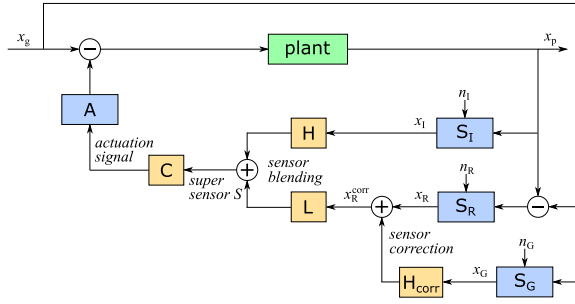 x_g
−
plant
x_p
A
n_I
x_I
H
S_I
actuation
signal
sensor
blending
n_R
C
+
super
sensor S
L
x_R^corr
+
x_R
S_R
−
sensor
correction
n_G
x_G
H_corr
S_G